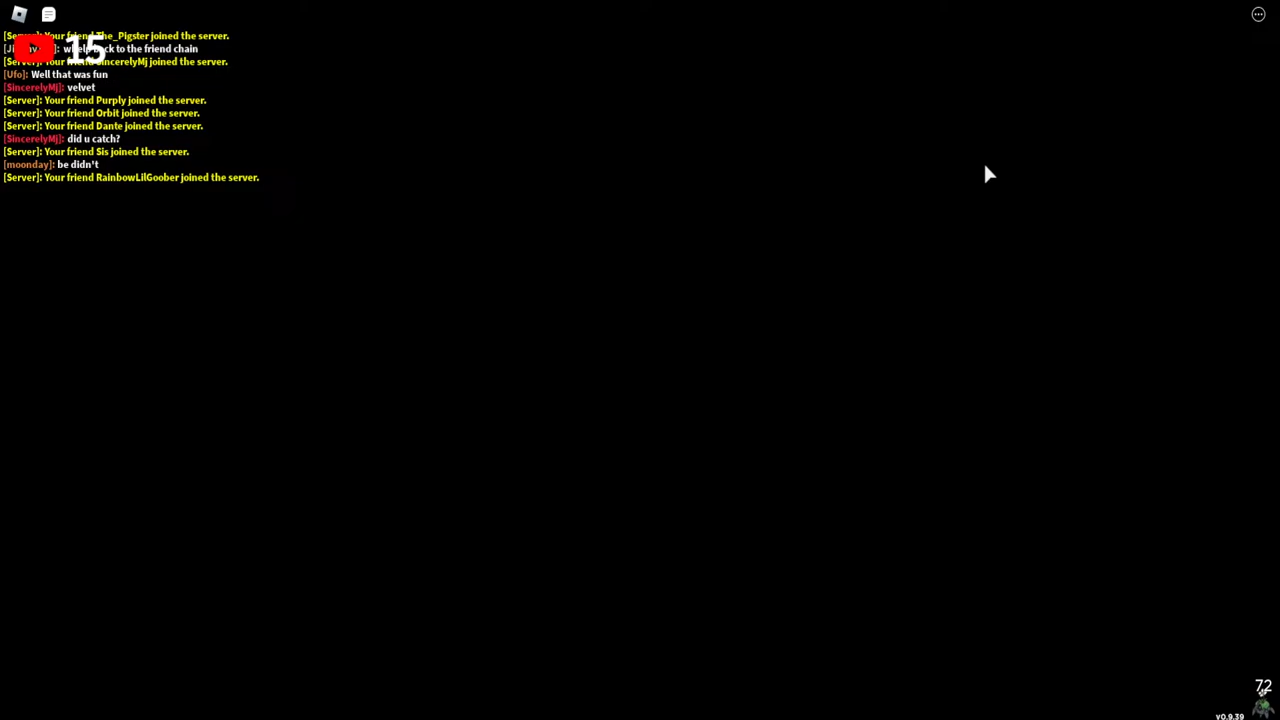 [Server]: Your friend The_Pigster joined the server.
15
back to the friend chain
[Server]: Your friend SincerelyMj joined the server.
[Ufo]: Well that was fun
[SincerelyMj]: velvet
[Server]: Your friend Purply joined the server.
[Server]: Your friend Orbit joined the server.
[Server]: Your friend Dante joined the server.
[SincerelyMj]: did u catch?
[Server]: Your friend Sis joined the server.
[moonday]: be didn't
[Server]: Your friend RainbowLilGoober joined the server.
72
v0.9.39